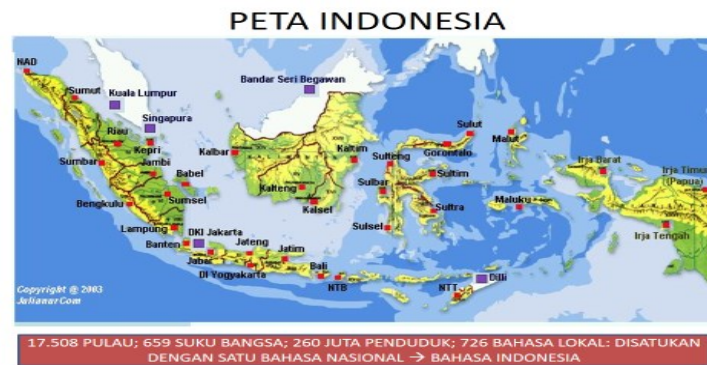 PETA INDONESIA
NAD
Sumut
Kuala Lumpur
Bandar Seri Begawan
Singapura
Riau
Kepri
Sumbar
Jambi
Babel
Bengkulu
Sumsel
Lampung
Banten
DKI Jakarta
Jabar
Jateng
DI Yogyakarta
Jatim
Bali
NTB
NTT
Dilli
Kalbar
Kaltim
Kalteng
Kalsel
Sulut
Gorontalo
Sulteng
Sultim
Sulbar
Sultra
Sulsel
Malut
Maluku
Irja Barat
Irja Timur
(Papua)
Irja Tengah
Copyright @ 2003
JalianarCom
17.508 PULAU; 659 SUKU BANGSA; 260 JUTA PENDUDUK; 726 BAHASA LOKAL: DISATUKAN
DENGAN SATU BAHASA NASIONAL → BAHASA INDONESIA